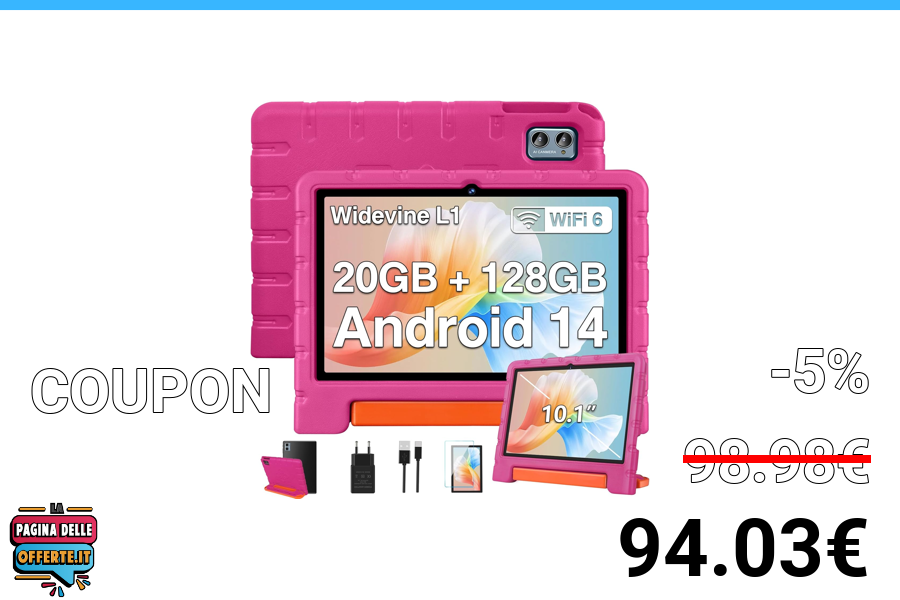 Widevine L1
WiFi 6
20GB + 128GB
Android 14
10.1”
COUPON
-5%
98.98€
94.03€
LA
PAGINA DELLE
OFFERTE.IT